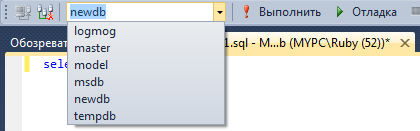 newdb
Выполнить
Отладка
logmog
master
model
msdb
newdb
tempdb
Обозреват
1.sql - M...b (MYPC\Ruby (52))*
sele